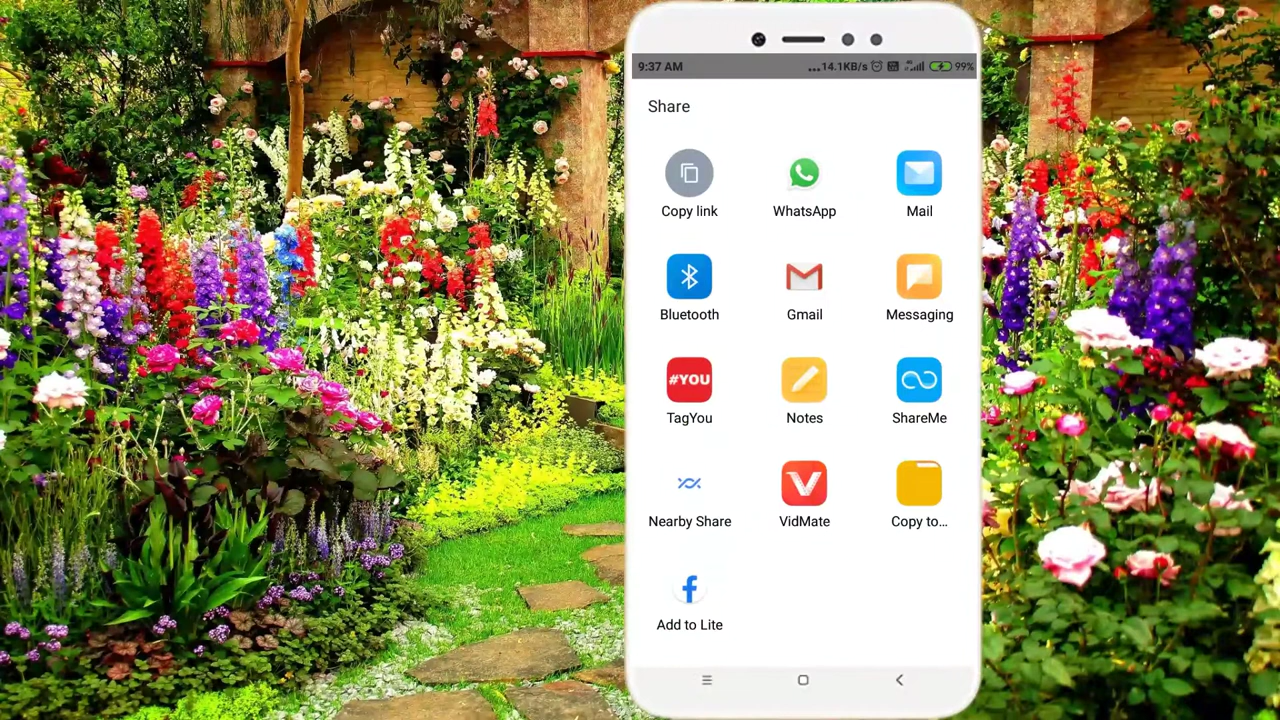 9:37 AM ...14.1KB/s 99%
Share
Copy link WhatsApp Mail
Bluetooth Gmail Messaging
#YOU
TagYou Notes ShareMe
Nearby Share VidMate Copy to...
Add to Lite